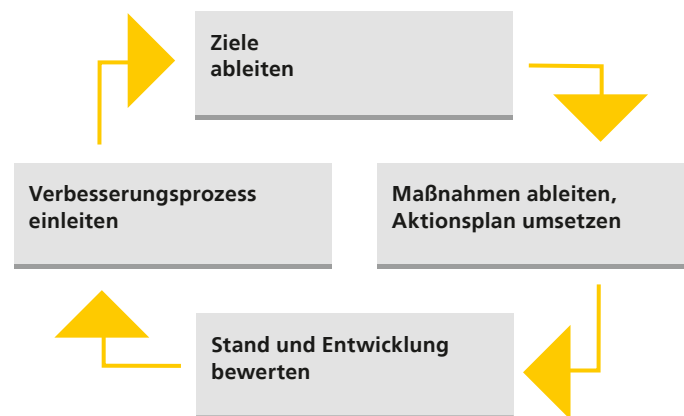 Ziele
ableiten
Verbesserungsprozess
einleiten
Maßnahmen ableiten,
Aktionsplan umsetzen
Stand und Entwicklung
bewerten